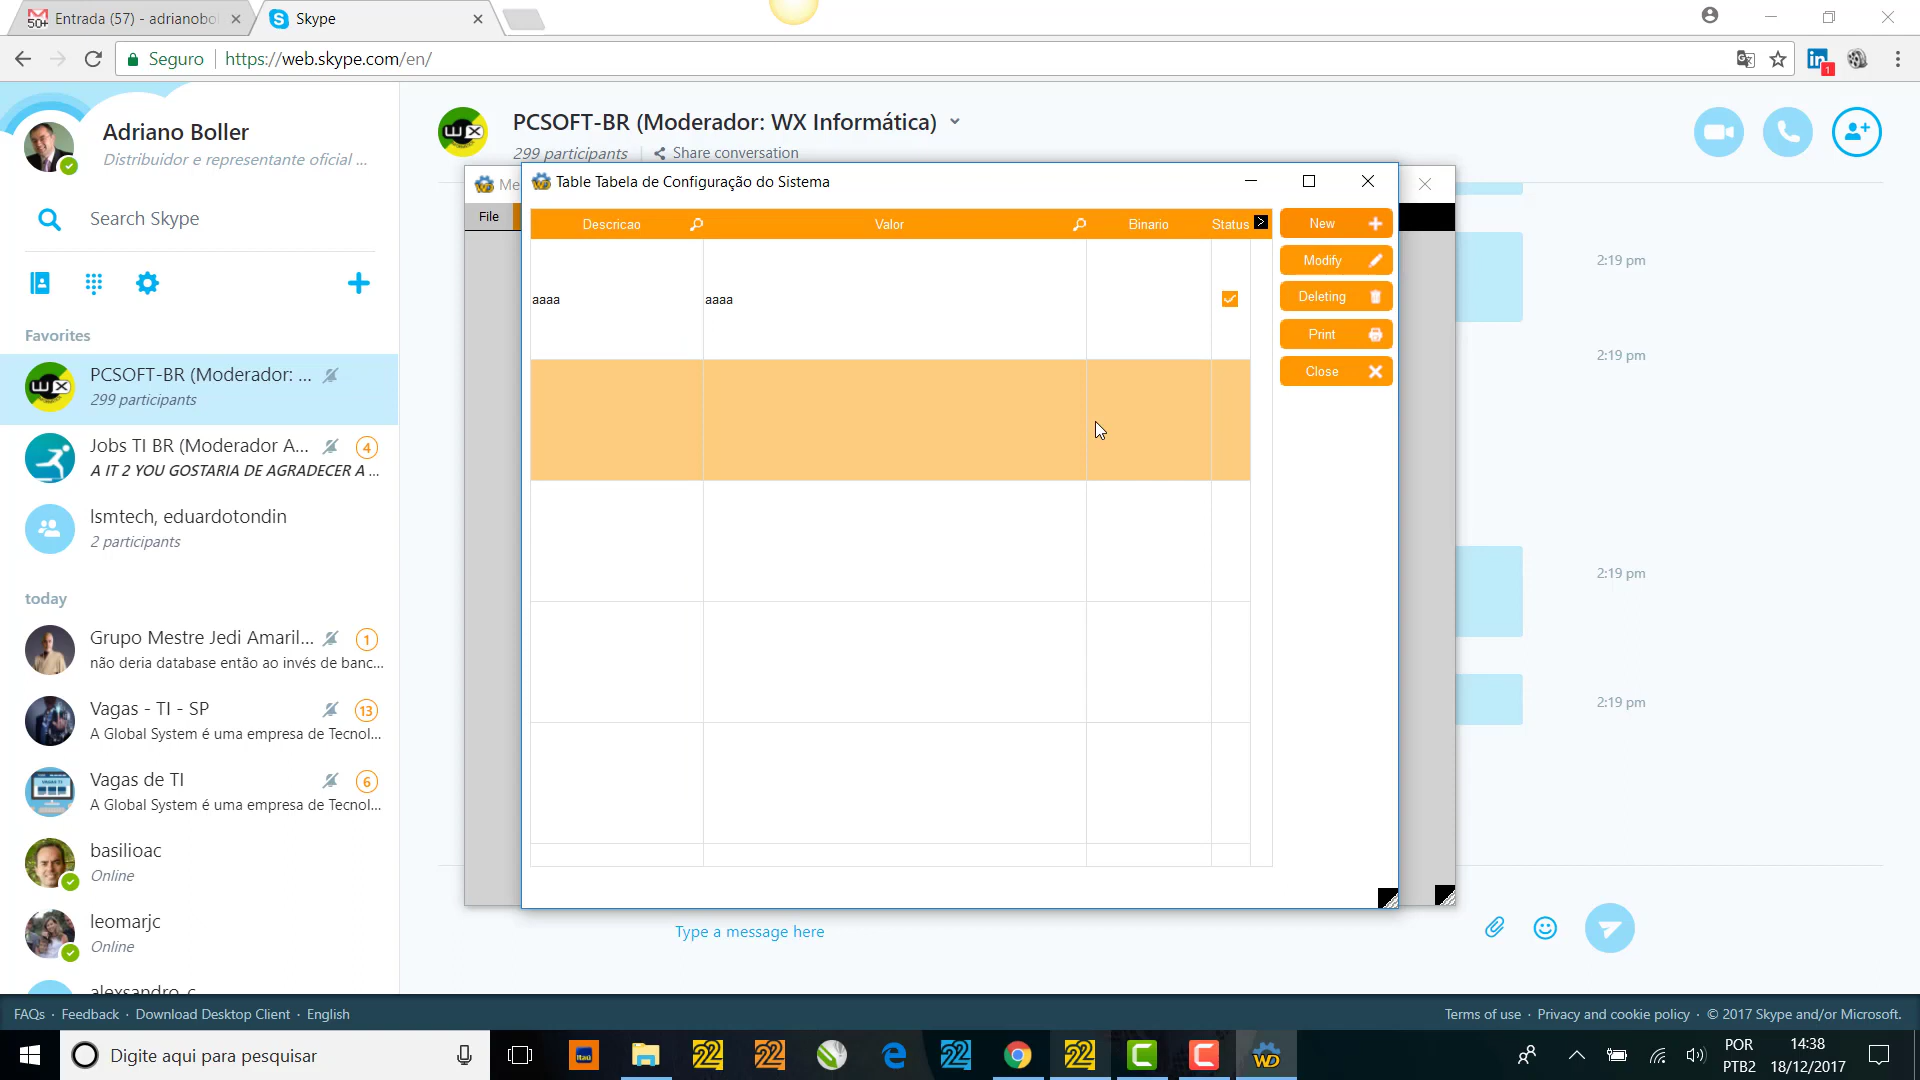 Entrada (57) - adrianobol
Skype
Seguro
https://web.skype.com/en/
Adriano Boller
Distribuidor e representante oficial ...
Search Skype
Favorites
PCSOFT-BR (Moderador: ...
299 participants
Jobs TI BR (Moderador A...
4
A IT 2 YOU GOSTARIA DE AGRADECER A ...
lsmtech, eduardotondin
2 participants
today
Grupo Mestre Jedi Amaril...
1
não deria database então ao invés de banc...
Vagas - TI - SP
13
A Global System é uma empresa de Tecnol...
Vagas de TI
6
A Global System é uma empresa de Tecnol...
basilioac
Online
leomarjc
Online
alexsandro_c
PCSOFT-BR (Moderador: WX Informática)
299 participants
Share conversation
Me
File
Table Tabela de Configuração do Sistema
Descricao
Valor
Binario
Status
aaaa
aaaa
New
Modify
Deleting
Print
Close
2:19 pm
2:19 pm
2:19 pm
2:19 pm
Type a message here
FAQs · Feedback · Download Desktop Client · English
Terms of use · Privacy and cookie policy · © 2017 Skype and/or Microsoft.
Digite aqui para pesquisar
POR
PTB2
14:38
18/12/2017